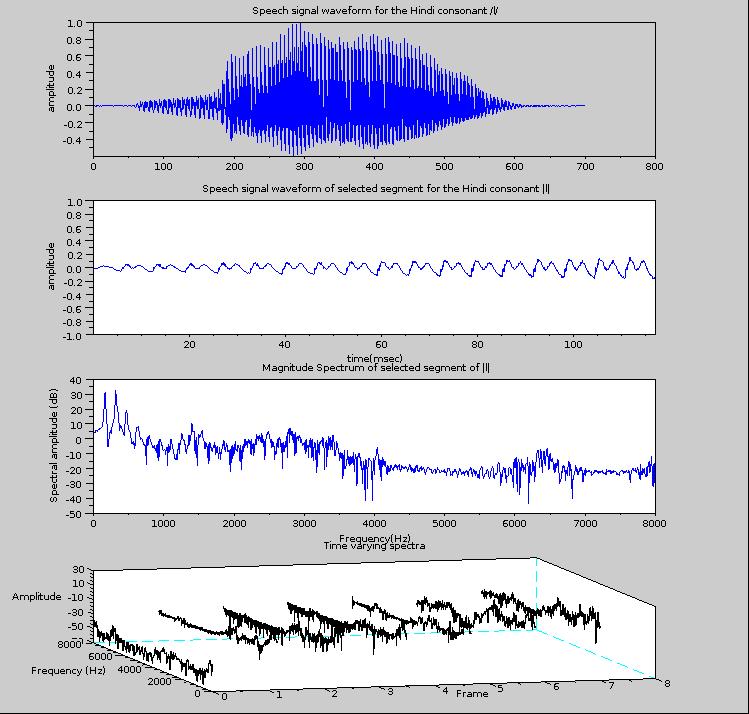 Speech signal waveform for the Hindi consonant /l/
1.0
0.8
0.6
0.4
0.2
0.0
-0.2
-0.4
amplitude
0 100 200 300 400 500 600 700 800
Speech signal waveform of selected segment for the Hindi consonant |l|
1.0
0.8
0.6
0.4
0.2
0.0
-0.2
-0.4
-0.6
-0.8
-1.0
amplitude
20 40 60 80 100
time(msec)
Magnitude Spectrum of selected segment of |l|
40
30
20
10
0
-10
-20
-30
-40
-50
Spectral amplitude (dB)
0 1000 2000 3000 4000 5000 6000 7000 8000
Frequency(Hz)
Time varying spectra
30
10
-10
-30
-50
Amplitude
8000
6000
4000
2000
0
Frequency (Hz)
0 1 2 3 4 5 6 7 8
Frame